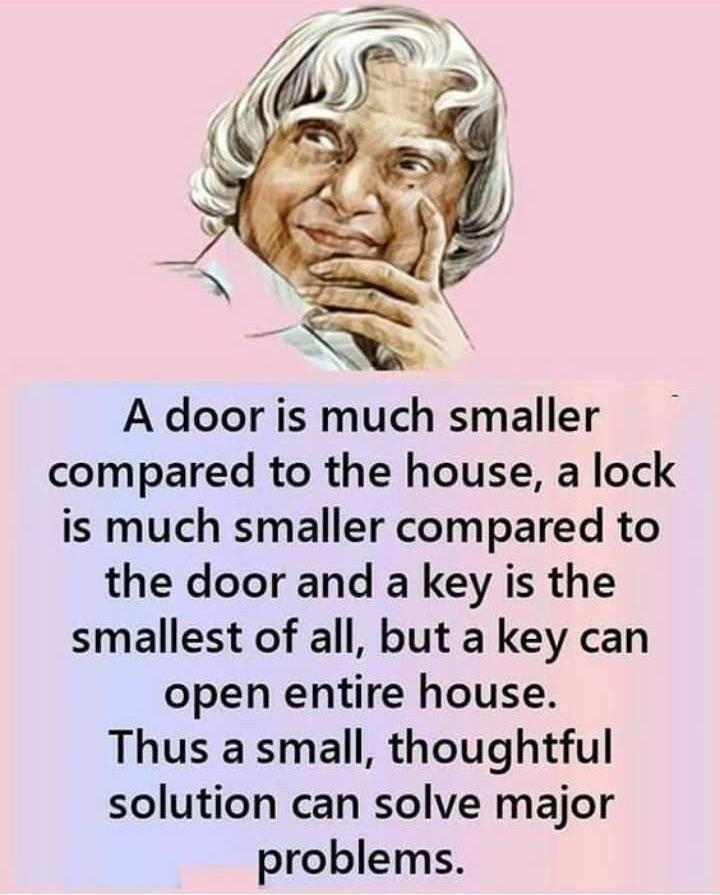 A door is much smaller
compared to the house, a lock
is much smaller compared to
the door and a key is the
smallest of all, but a key can
open entire house.
Thus a small, thoughtful
solution can solve major
problems.